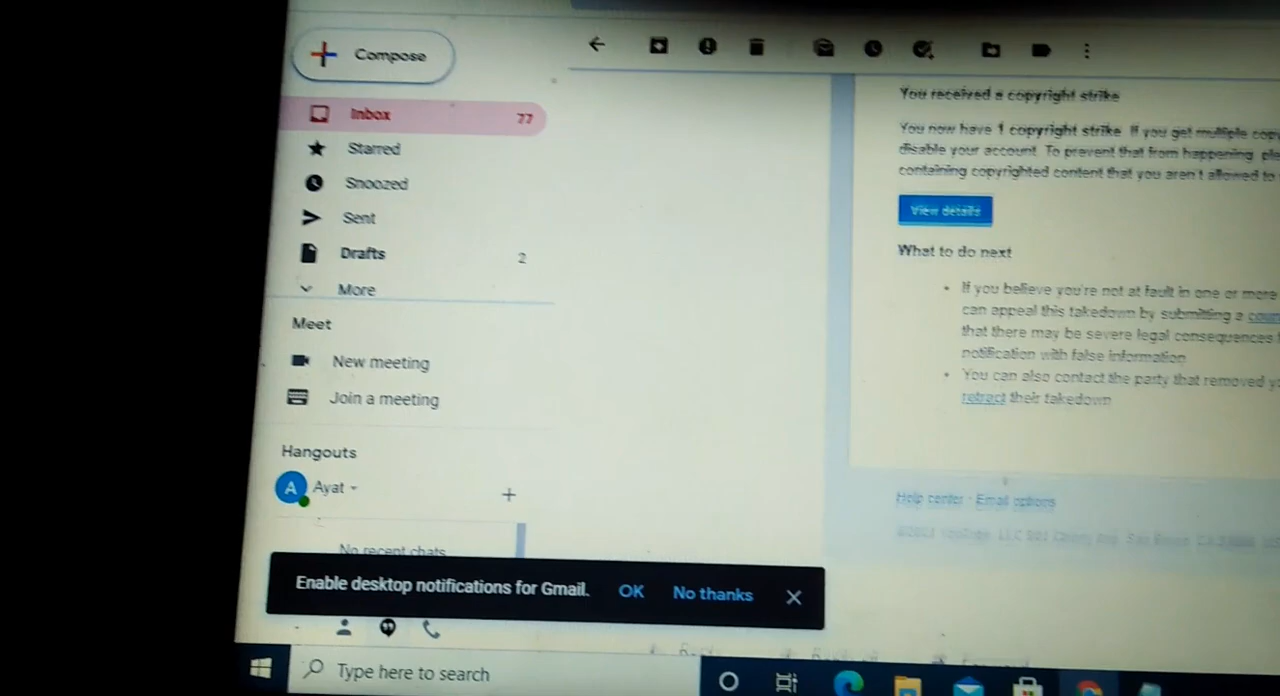 Compose
Inbox 77
Starred
Snoozed
Sent
Drafts 2
More
Meet
New meeting
Join a meeting
Hangouts
A Ayat
No recent chats
You received a copyright strike
You now have 1 copyright strike. If you get multiple
disable your account. To prevent that from happening,
containing copyrighted content that you aren't allowed to
View details
What to do next
If you believe you're not at fault in one or more
can appeal this takedown by submitting a
that there may be severe legal consequences
notification with false information
You can also contact the party that removed
retract their takedown
Help center · Email options
Enable desktop notifications for Gmail. OK No thanks
Type here to search